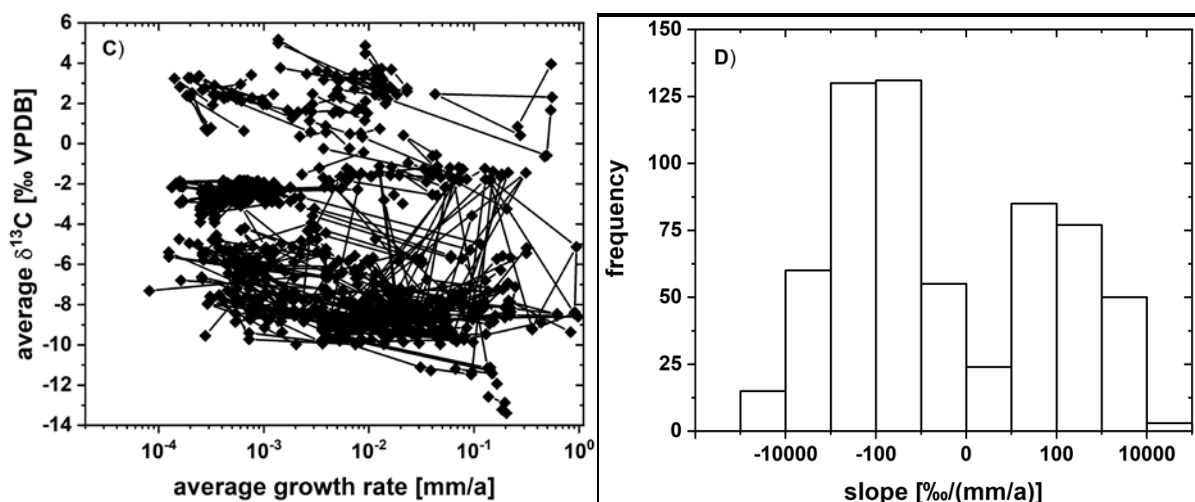 C)
6
4
2
0
-2
-4
-6
-8
-10
-12
-14
average δ¹³C [‰ VPDB]
10⁻⁴ 10⁻³ 10⁻² 10⁻¹ 10⁰
average growth rate [mm/a]
D)
150
125
100
75
50
25
0
frequency
-10000 -100 0 100 10000
slope [‰/(mm/a)]